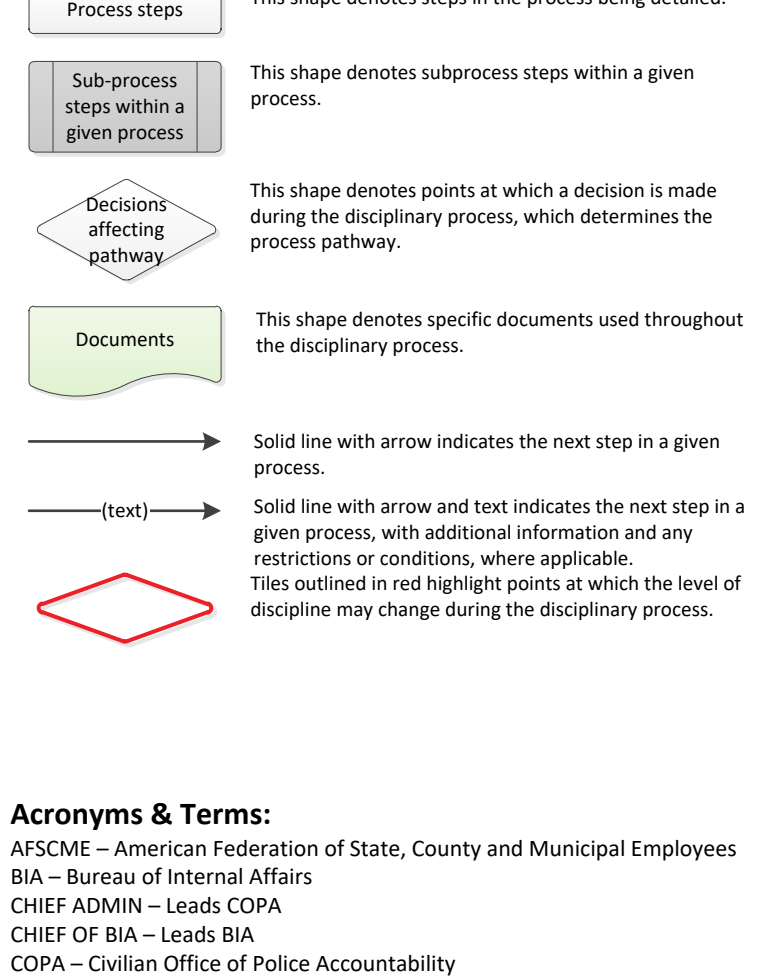 This shape denotes steps in the process being detailed.
Process steps
Sub-process
steps within a
given process
This shape denotes subprocess steps within a given
process.
Decisions
affecting
pathway
This shape denotes points at which a decision is made
during the disciplinary process, which determines the
process pathway.
Documents
This shape denotes specific documents used throughout
the disciplinary process.
Solid line with arrow indicates the next step in a given
process.
(text)
Solid line with arrow and text indicates the next step in a
given process, with additional information and any
restrictions or conditions, where applicable.
Tiles outlined in red highlight points at which the level of
discipline may change during the disciplinary process.
Acronyms & Terms:
AFSCME – American Federation of State, County and Municipal Employees
BIA – Bureau of Internal Affairs
CHIEF ADMIN – Leads COPA
CHIEF OF BIA – Leads BIA
COPA – Civilian Office of Police Accountability